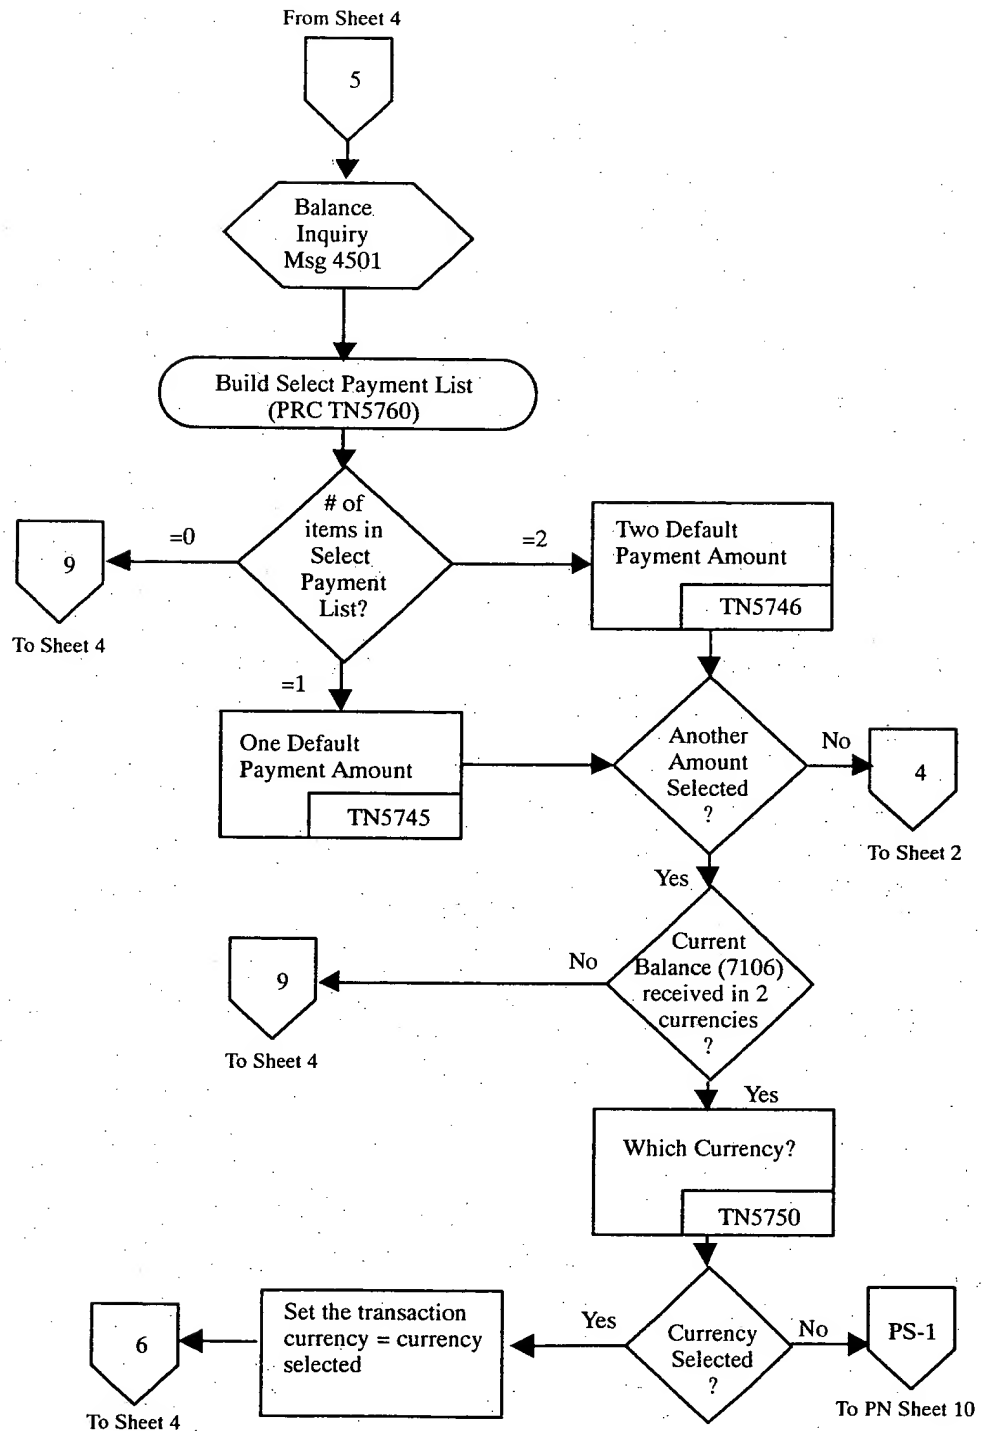 From Sheet 4
5
Balance
Inquiry
Msg 4501
Build Select Payment List
(PRC TN5760)
# of
items in
Select
Payment
List?
=0
9
To Sheet 4
=2
Two Default
Payment Amount
TN5746
=1
One Default
Payment Amount
TN5745
Another
Amount
Selected
?
No
4
To Sheet 2
Yes
Current
Balance (7106)
received in 2
currencies
?
No
9
To Sheet 4
Yes
Which Currency?
TN5750
Currency
Selected
?
Yes
Set the transaction
currency = currency
selected
6
To Sheet 4
No
PS-1
To PN Sheet 10